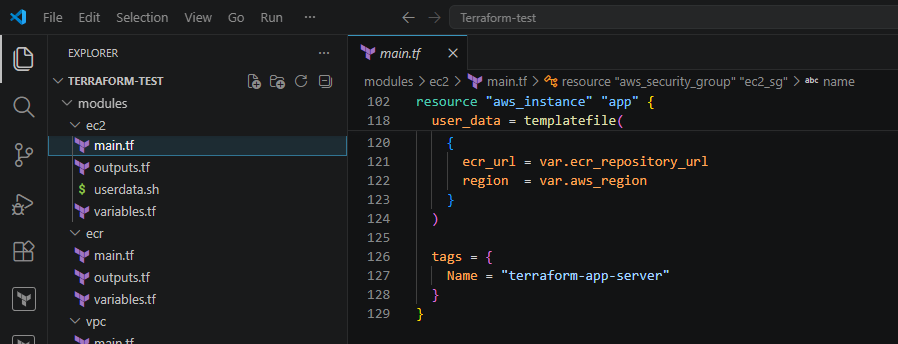 File Edit Selection View Go Run ... Terraform-test
EXPLORER ...
TERRAFORM-TEST
modules
ec2
main.tf
outputs.tf
$ userdata.sh
variables.tf
ecr
main.tf
outputs.tf
variables.tf
vpc
main.tf
main.tf
modules > ec2 > main.tf > resource "aws_security_group" "ec2_sg" > abc name
102 resource "aws_instance" "app" {
118 user_data = templatefile(
120 {
121 ecr_url = var.ecr_repository_url
122 region  = var.aws_region
123 }
124 )
125
126 tags = {
127 Name = "terraform-app-server"
128 }
129 }